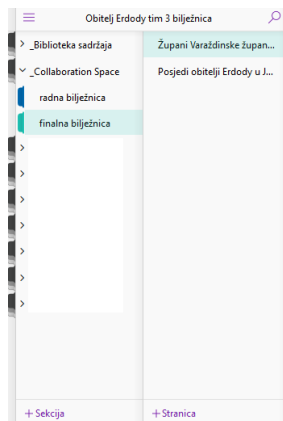 Obitelj Erdody tim 3 bilježnica
_Biblioteka sadržaja
_Collaboration Space
radna bilježnica
finalna bilježnica
Župani Varaždinske župan...
Posjedi obitelji Erdody u J...
+ Sekcija
+ Stranica